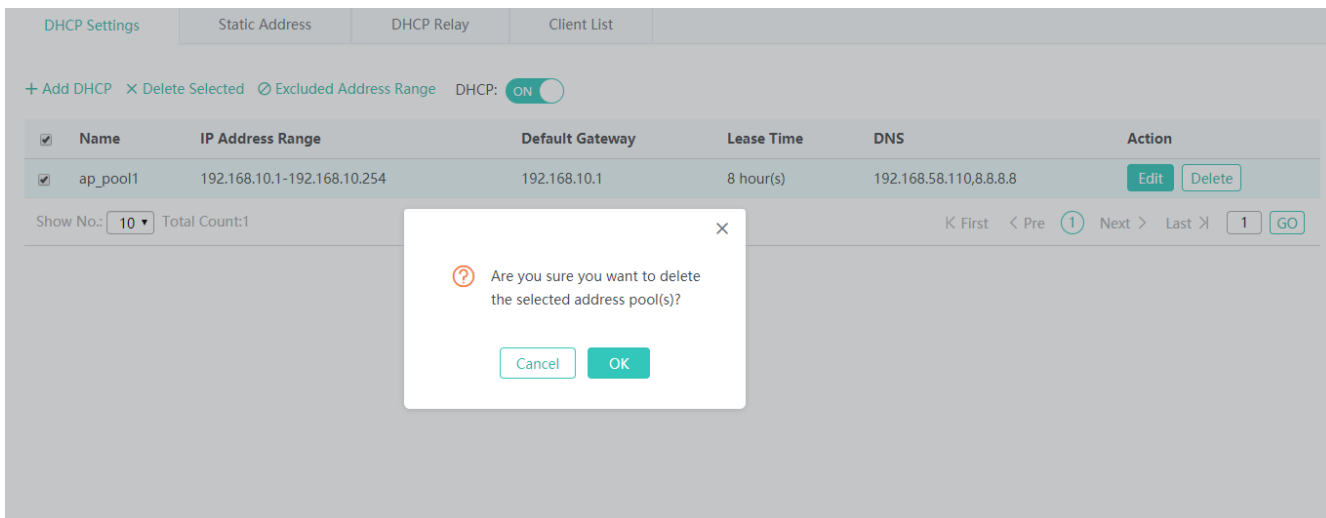 DHCP Settings Static Address DHCP Relay Client List
+ Add DHCP × Delete Selected Excluded Address Range DHCP: ON
Name IP Address Range Default Gateway Lease Time DNS Action
ap_pool1 192.168.10.1-192.168.10.254 192.168.10.1 8 hour(s) 192.168.58.110,8.8.8.8 Edit Delete
Show No.: 10 Total Count:1 First < Pre 1 Next > Last 1 GO
Are you sure you want to delete
the selected address pool(s)?
Cancel OK